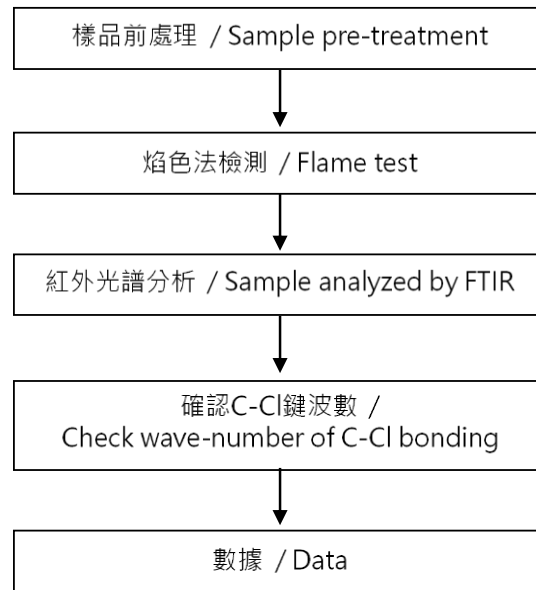 樣品前處理 / Sample pre-treatment
焰色法檢測 / Flame test
紅外光譜分析 / Sample analyzed by FTIR
確認C-Cl鍵波數 /
Check wave-number of C-Cl bonding
數據 / Data